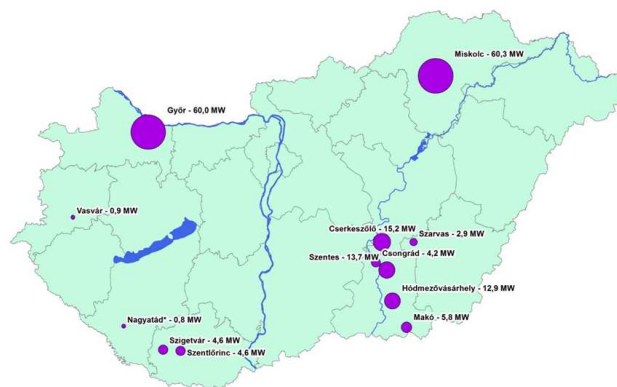 Miskolc - 60,3 MW
Győr - 60,0 MW
Vasvár - 0,9 MW
Cserkeszőlő - 15,2 MW
Szarvas - 2,9 MW
Csongrád - 4,2 MW
Szentes - 13,7 MW
Hódmezővásárhely - 12,9 MW
Makó - 5,8 MW
Nagyatád* - 0,8 MW
Szigetvár - 4,6 MW
Szentlőrinc - 4,6 MW